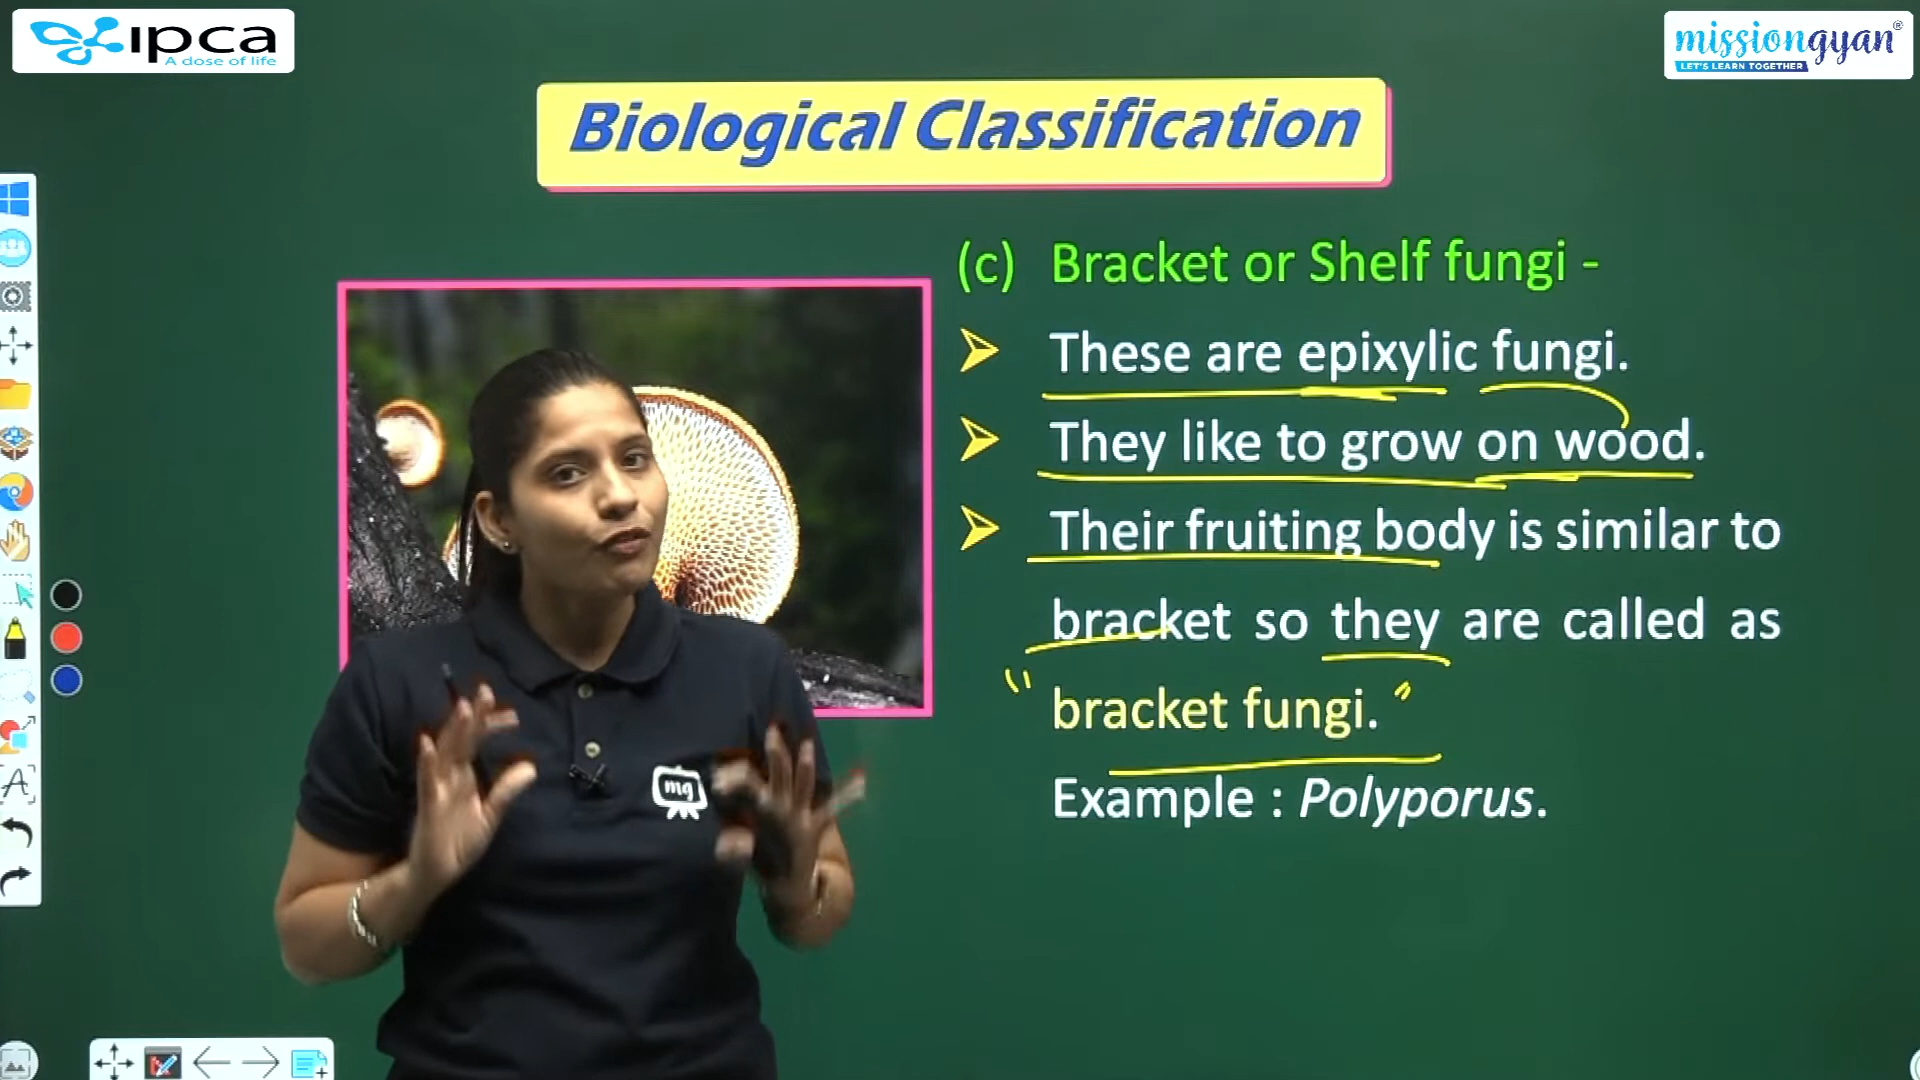 ipca
A dose of life
missiongyan®
LET'S LEARN TOGETHER
Biological Classification
(c) Bracket or Shelf fungi -
These are epixylic fungi.
They like to grow on wood.
Their fruiting body is similar to
bracket so they are called as
" bracket fungi. "
Example : Polyporus.
mg